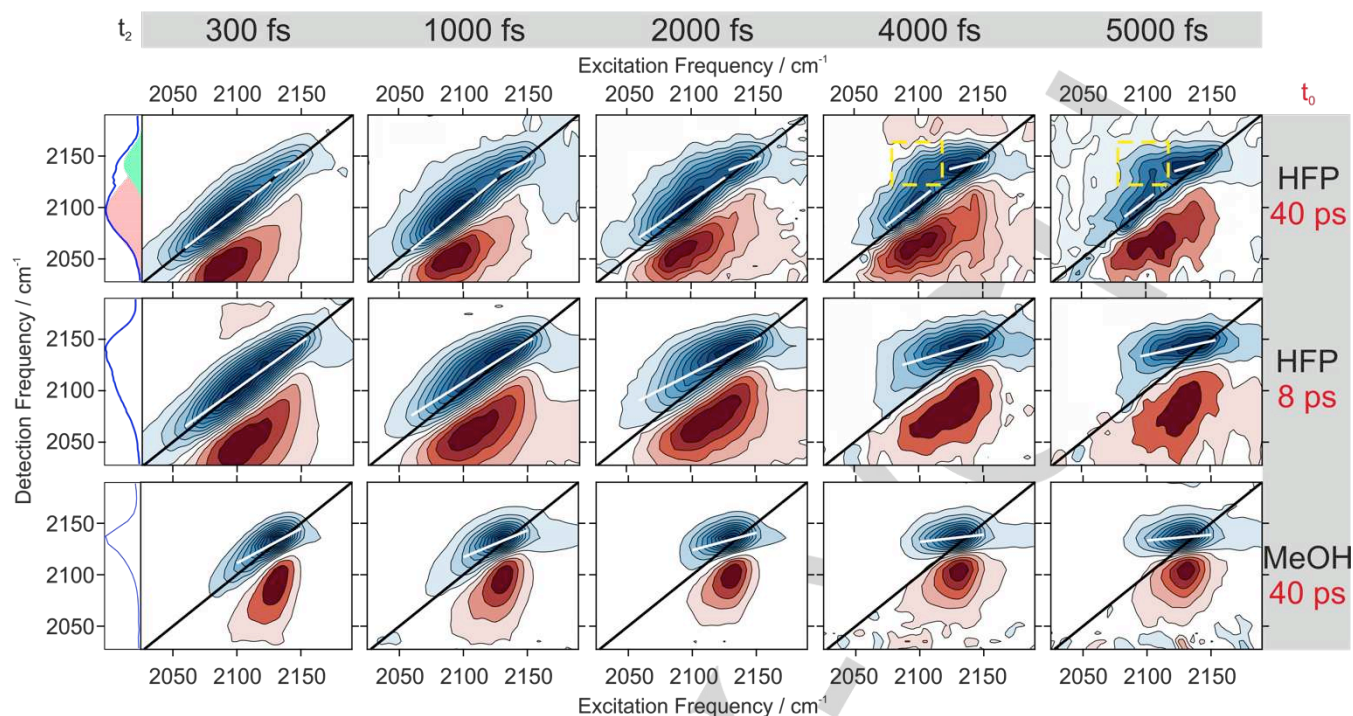 t₂ 300 fs 1000 fs 2000 fs 4000 fs 5000 fs
Excitation Frequency / cm⁻¹
2050 2100 2150 2050 2100 2150 2050 2100 2150 2050 2100 2150 2050 2100 2150 t₀
Detection Frequency / cm⁻¹
2150
2100
2050
HFP
40 ps
2150
2100
2050
HFP
8 ps
2150
2100
2050
MeOH
40 ps
2050 2100 2150 2050 2100 2150 2050 2100 2150 2050 2100 2150 2050 2100 2150
Excitation Frequency / cm⁻¹